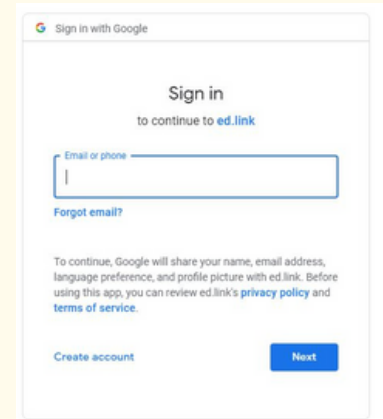 Sign in with Google
Sign in
to continue to ed.link
Email or phone
Forgot email?
To continue, Google will share your name, email address,
language preference, and profile picture with ed.link. Before
using this app, you can review ed.link's privacy policy and
terms of service.
Create account
Next